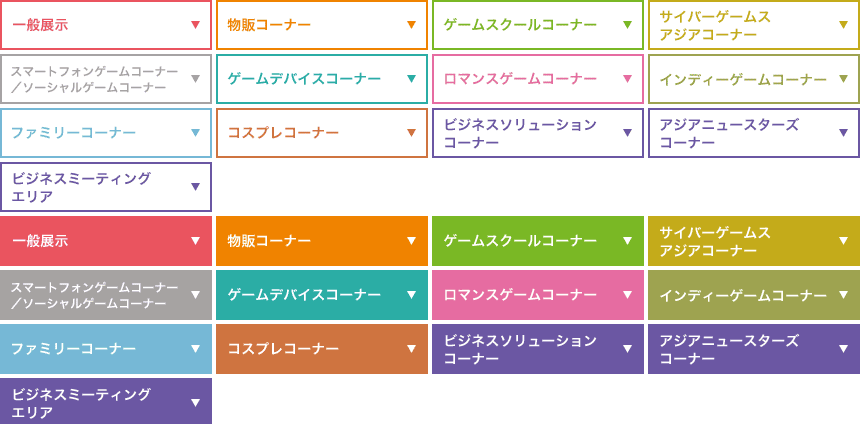 一般展示 ▼
物販コーナー ▼
ゲームスクールコーナー ▼
サイバーゲームス
アジアコーナー ▼
スマートフォンゲームコーナー
／ソーシャルゲームコーナー ▼
ゲームデバイスコーナー ▼
ロマンスゲームコーナー ▼
インディーゲームコーナー ▼
ファミリーコーナー ▼
コスプレコーナー ▼
ビジネスソリューション
コーナー ▼
アジアニュースターズ
コーナー ▼
ビジネスミーティング
エリア ▼
一般展示 ▼
物販コーナー ▼
ゲームスクールコーナー ▼
サイバーゲームス
アジアコーナー ▼
スマートフォンゲームコーナー
／ソーシャルゲームコーナー ▼
ゲームデバイスコーナー ▼
ロマンスゲームコーナー ▼
インディーゲームコーナー ▼
ファミリーコーナー ▼
コスプレコーナー ▼
ビジネスソリューション
コーナー ▼
アジアニュースターズ
コーナー ▼
ビジネスミーティング
エリア ▼